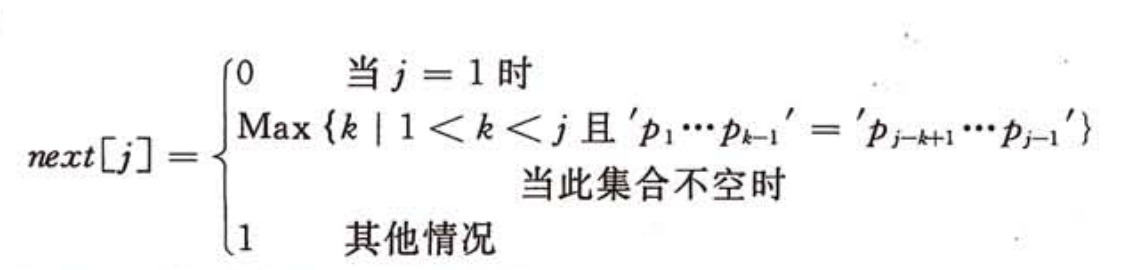 0 当 j = 1 时
Max {k | 1 < k < j 且 ′p₁⋯pₖ₋₁′ = ′pⱼ₋ₖ₊₁⋯pⱼ₋₁′}
next[j] =
当此集合不空时
1 其他情况